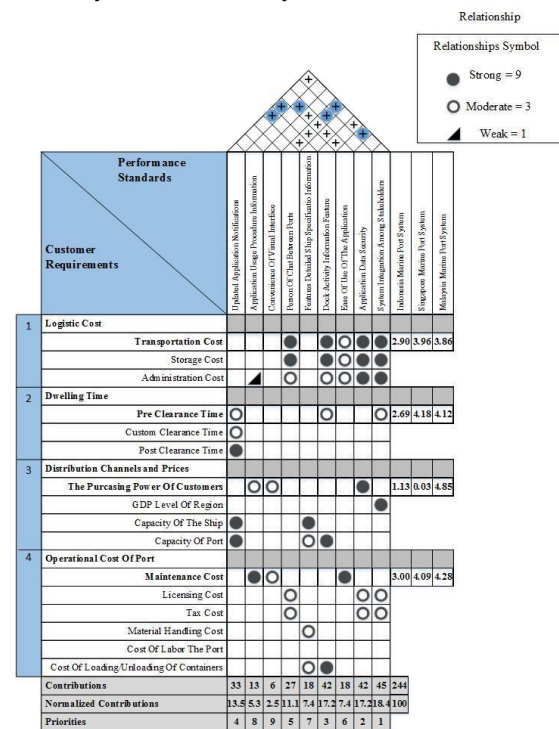 Relationship
Relationships Symbol
Strong = 9
Moderate = 3
Weak = 1
Performance
Standards
Customer
Requirements
Updated Application Notifications
Application Usage Procedure Information
Convenience Of Visual Interface
Person Of Chat Between Ports
Features Detailed Ship Specificatio Information
Dock Activity Information Feature
Ease Of Use Of The Application
Application Data Security
System Integration Among Stakeholders
Indonesia Marine Port System
Singapore Marine Port System
Malaysia Marine Port System
1 Logistic Cost
Transportation Cost 2.90 3.96 3.86
Storage Cost
Administration Cost
2 Dwelling Time
Pre Clearance Time 2.69 4.18 4.12
Custom Clearance Time
Post Clearance Time
3 Distribution Channels and Prices
The Purcasing Power Of Customers 1.13 0.03 4.85
GDP Level Of Region
Capacity Of The Ship
Capacity Of Port
4 Operational Cost Of Port
Maintenance Cost 3.00 4.09 4.28
Licensing Cost
Tax Cost
Material Handling Cost
Cost Of Labor The Port
Cost Of Loading/Unloading Of Containers
Contributions 33 13 6 27 18 42 18 42 45 244
Normalized Contributions 13.5 5.3 2.5 11.1 7.4 17.2 7.4 17.2 18.4 100
Priorities 4 8 9 5 7 3 6 2 1